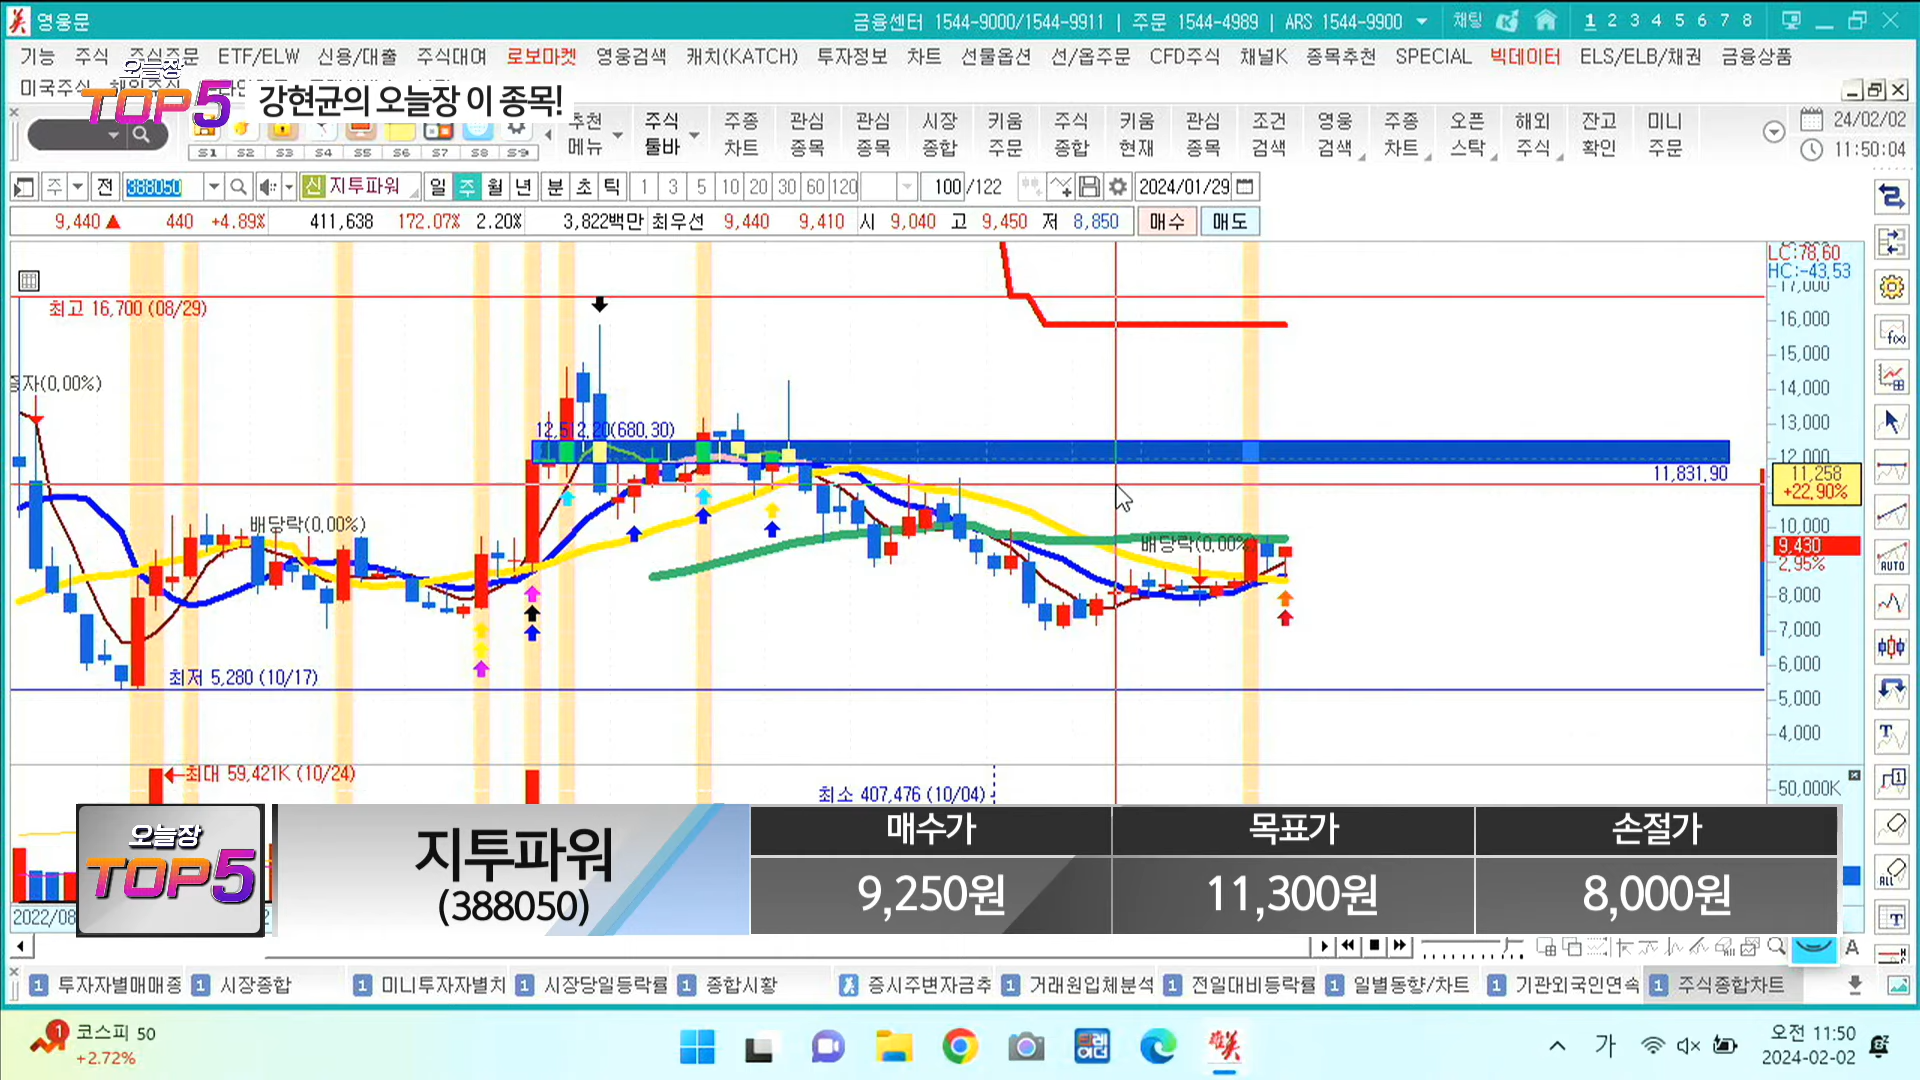 영웅문
금융센터 1544-9000/1544-9911 | 주문 1544-4989 | ARS 1544-9900
채팅
1 2 3 4 5 6 7 8
기능 주식 주식주문 ETF/ELW 신용/대출 주식대여 로보마켓 영웅검색 캐치(KATCH) 투자정보 차트 선물옵션 선/옵주문 CFD주식 채널K 종목추천 SPECIAL 빅데이터 ELS/ELB/채권 금융상품
미국주식
오늘장
TOP5
강현균의 오늘장 이 종목!
S1 S2 S3 S4 S5 S6 S7 S8 S9
추천 메뉴
주식 툴바
주종 차트
관심 종목
관심 종목
시장 종합
키움 주문
주식 종합
키움 현재
관심 종목
조건 검색
영웅 검색
주종 차트
오픈 스탁
해외 주식
잔고 확인
미니 주문
24/02/02
11:50:04
주 전 388050 신 지투파워 일 주 월 년 분 초 틱 1 3 5 10 20 30 60 120 100 /122 2024/01/29
9,440 ▲ 440 +4.89% 411,638 172.07% 2.20% 3,822백만 최우선 9,440 9,410 시 9,040 고 9,450 저 8,850 매수 매도
LC:78.60
HC:-43.53
17,000
최고 16,700 (08/29)
16,000
15,000
증자(0.00%)
14,000
13,000
12,512.20(680.30)
12,000
11,831.90
11,258
+22.90%
배당락(0.00%)
10,000
배당락(0.00%)
9,430
2.95%
8,000
7,000
6,000
최저 5,280 (10/17)
5,000
4,000
최대 59,421K (10/24)
최소 407,476 (10/04)
50,000K
2022/08
오늘장
TOP5
지투파워
(388050)
매수가 목표가 손절가
9,250원 11,300원 8,000원
f(x)
AUTO
T
1
ALL
T
A
1 투자자별매매종 1 시장종합 1 미니투자자별치 1 시장당일등락률 1 종합시황 증시주변자금추 1 거래원입체분석 1 전일대비등락률 1 일별동향/차트 1 기관외국인연속 1 주식종합차트
1
코스피 50
+2.72%
트레이딩
가
오전 11:50
2024-02-02